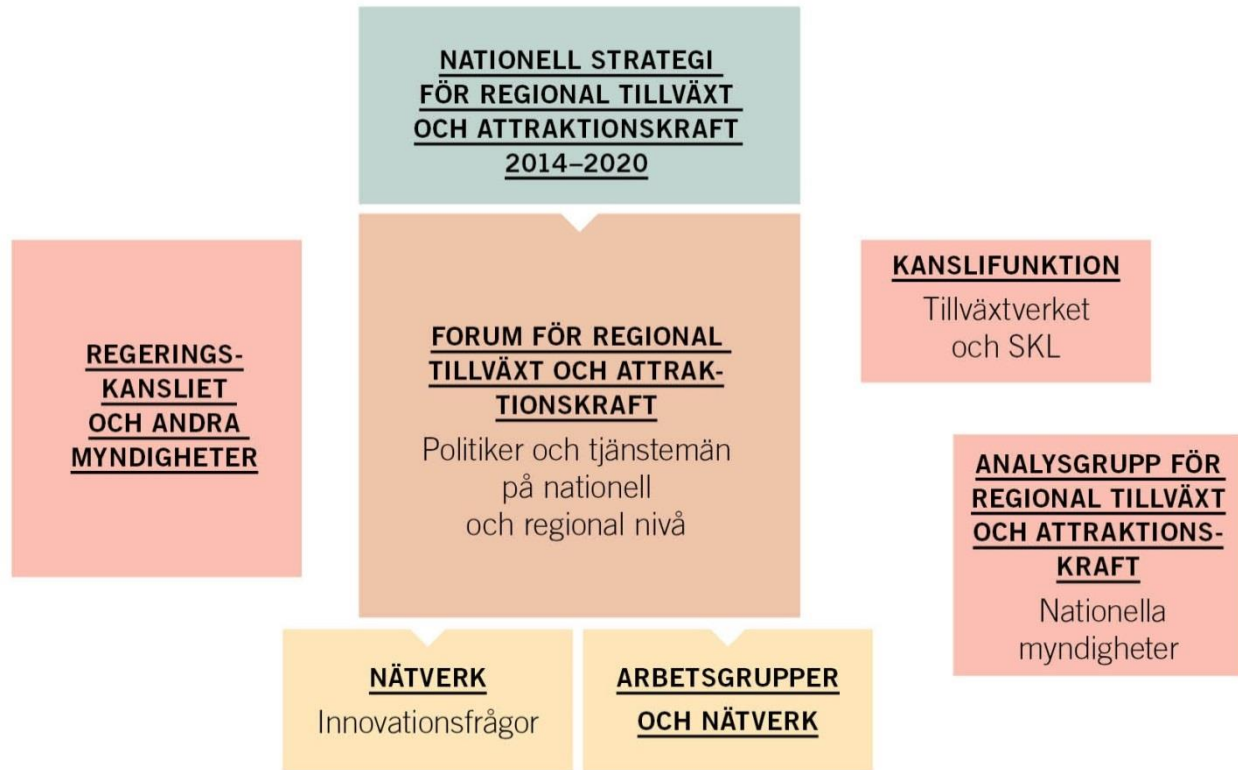 NATIONELL STRATEGI
FÖR REGIONAL TILLVÄXT
OCH ATTRAKTIONSKRAFT
2014–2020
REGERINGS-
KANSLIET
OCH ANDRA
MYNDIGHETER
FORUM FÖR REGIONAL
TILLVÄXT OCH ATTRAK-
TIONSKRAFT
Politiker och tjänstemän
på nationell
och regional nivå
KANSLIFUNKTION
Tillväxtverket
och SKL
ANALYSGRUPP FÖR
REGIONAL TILLVÄXT
OCH ATTRAKTIONS-
KRAFT
Nationella
myndigheter
NÄTVERK
Innovationsfrågor
ARBETSGRUPPER
OCH NÄTVERK